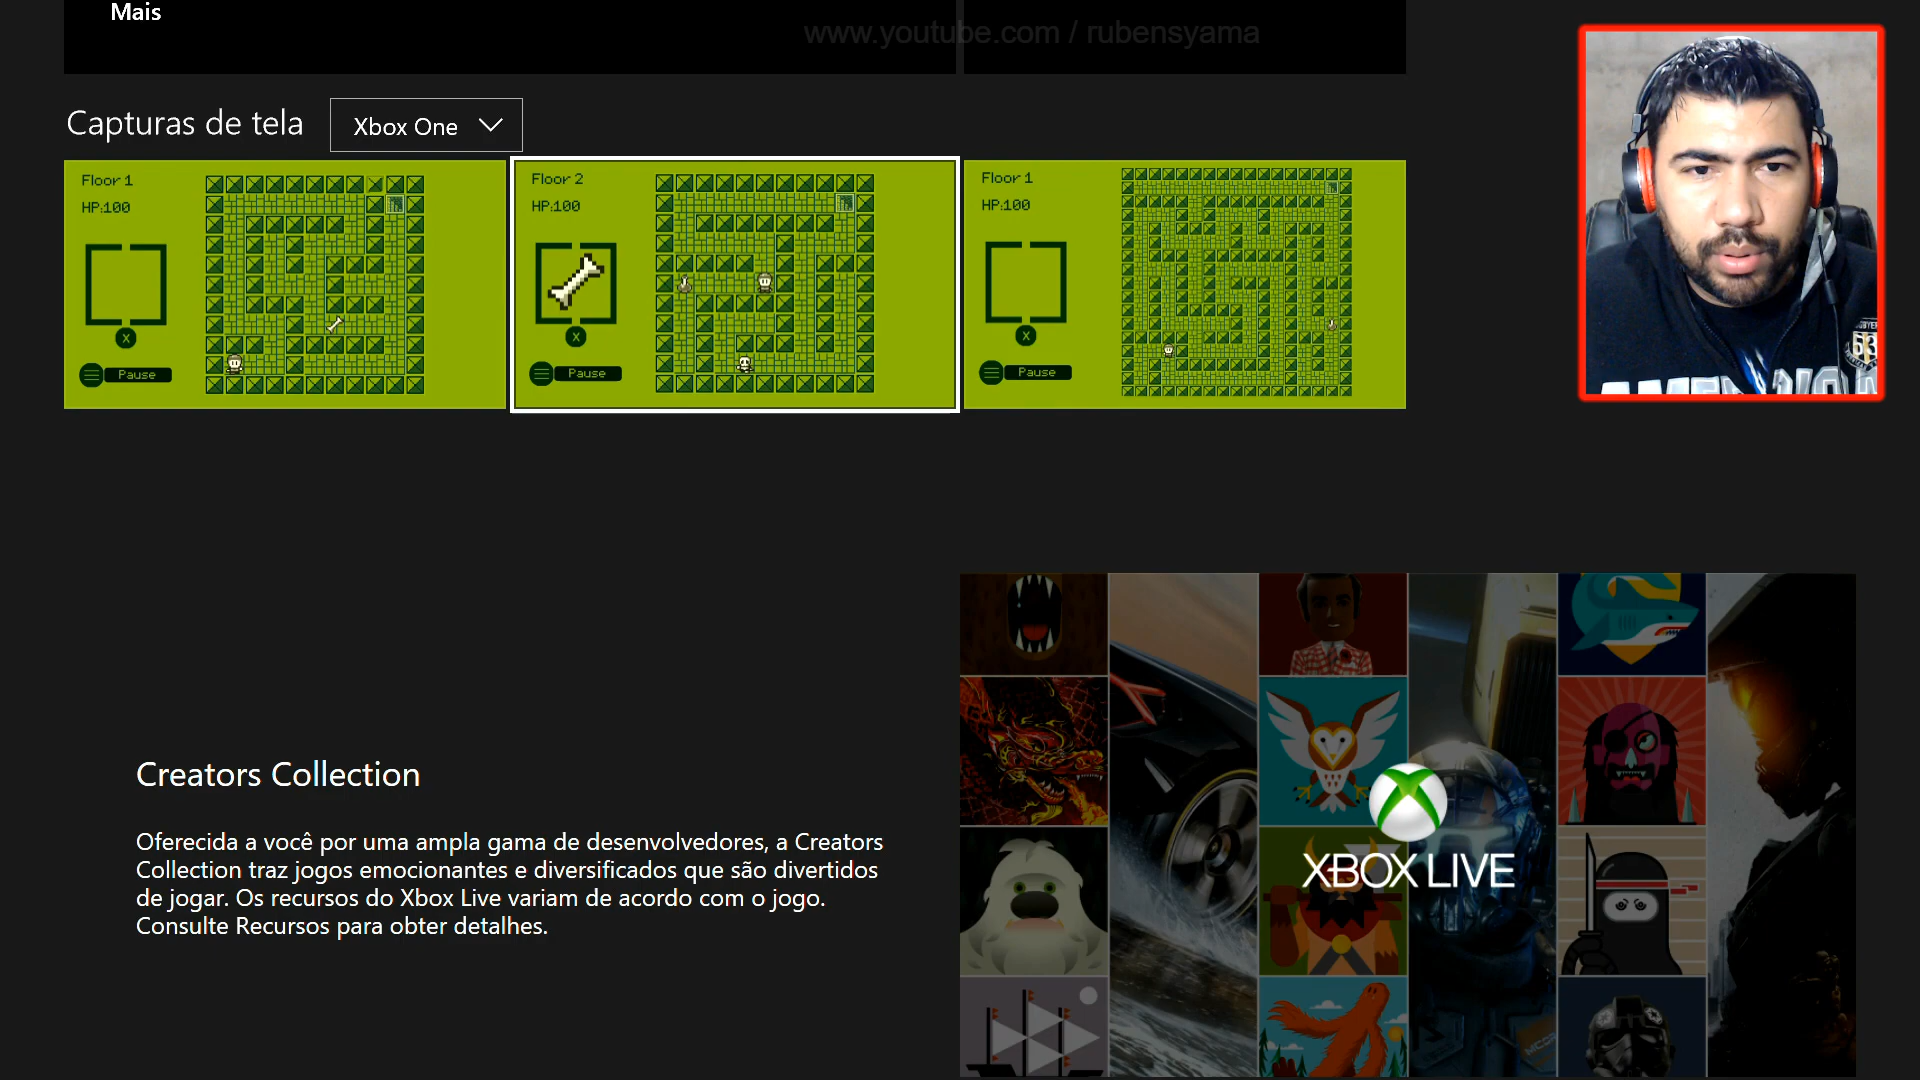 Mais
www.youtube.com / rubensyama
Capturas de tela
Xbox One
Floor 1
HP:100
X
Pause
Floor 2
HP:100
X
Pause
Floor 1
HP:100
X
Pause
53
Creators Collection
Oferecida a você por uma ampla gama de desenvolvedores, a Creators
Collection traz jogos emocionantes e diversificados que são divertidos
de jogar. Os recursos do Xbox Live variam de acordo com o jogo.
Consulte Recursos para obter detalhes.
XBOX LIVE